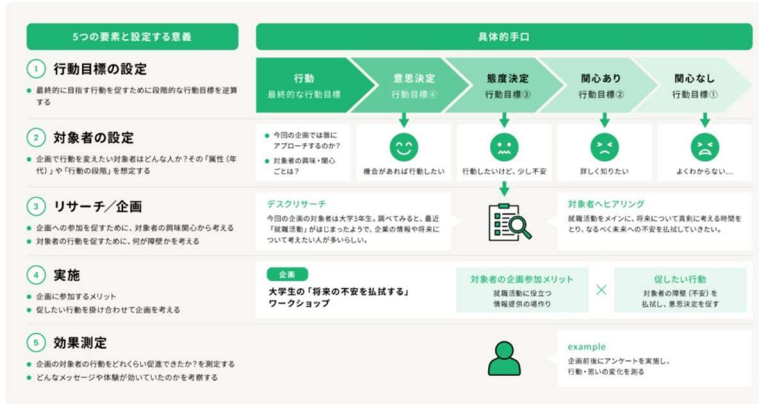 5つの要素と設定する意義
具体的手口
1 行動目標の設定
最終的に目指す行動を促すために段階的な行動目標を逆算
する
行動
最終的な行動目標
意思決定
行動目標④
態度決定
行動目標③
関心あり
行動目標②
関心なし
行動目標①
2 対象者の設定
企画で行動を変えたい対象者はどんな人か?その「属性(年
代)」や「行動の段階」を想定する
今回の企画では誰に
アプローチするのか?
対象者の興味・関心
ごとは?
機会があれば行動したい
行動したいけど、少し不安
詳しく知りたい
よくわからない…
3 リサーチ/企画
企画への参加を促すために、対象者の興味関心から考える
対象者の行動を促すために、何が障壁かを考える
デスクリサーチ
今回の企画の対象者は大学3年生。調べてみると、最近
「就職活動」がはじまったようで、企業の情報や将来に
ついて考えたい人が多いらしい。
対象者へヒアリング
就職活動をメインに、将来について真剣に考える時間を
とり、なるべく未来への不安を払拭していきたい。
4 実施
企画に参加するメリット
促したい行動を掛け合わせて企画を考える
企画
大学生の「将来の不安を払拭する」
ワークショップ
対象者の企画参加メリット
就職活動に役立つ
情報提供の場作り
×
促したい行動
対象者の障壁(不安)を
払拭し、意思決定を促す
5 効果測定
企画の対象者の行動をどれくらい促進できたか?を測定する
どんなメッセージや体験が効いていたのかを考察する
example
企画前後にアンケートを実施し、
行動・思いの変化を測る